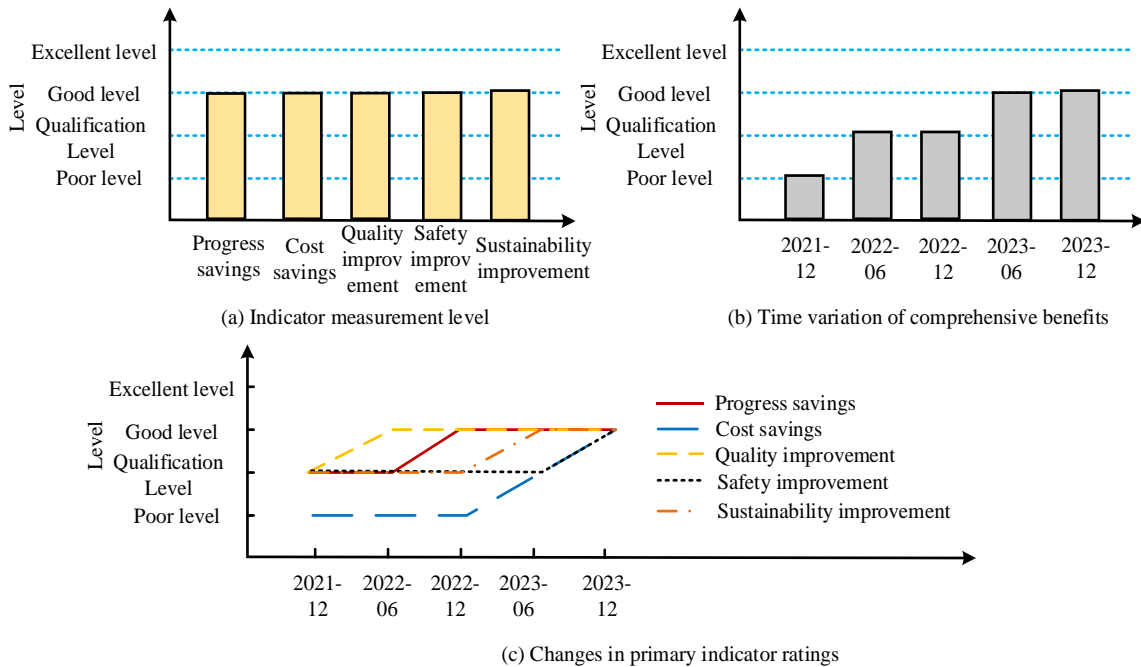 Level
Excellent level
Good level
Qualification
Level
Poor level
Progress
savings
Cost
savings
Quality
improv
ement
Safety
improv
ement
Sustainability
improvement
(a) Indicator measurement level
Level
Excellent level
Good level
Qualification
Level
Poor level
2021-
12
2022-
06
2022-
12
2023-
06
2023-
12
(b) Time variation of comprehensive benefits
Level
Excellent level
Good level
Qualification
Level
Poor level
2021-
12
2022-
06
2022-
12
2023-
06
2023-
12
Progress savings
Cost savings
Quality improvement
Safety improvement
Sustainability improvement
(c) Changes in primary indicator ratings